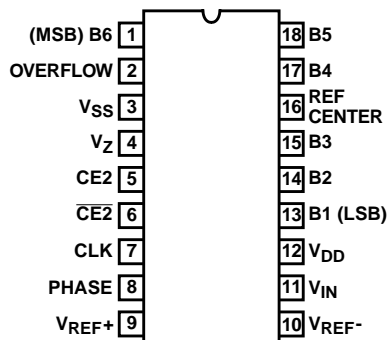 (MSB) B6 1 18 B5
OVERFLOW 2 17 B4
VSS 3 16 REF CENTER
VZ 4 15 B3
CE2 5 14 B2
C̅E̅2̅ 6 13 B1 (LSB)
CLK 7 12 VDD
PHASE 8 11 VIN
VREF+ 9 10 VREF-